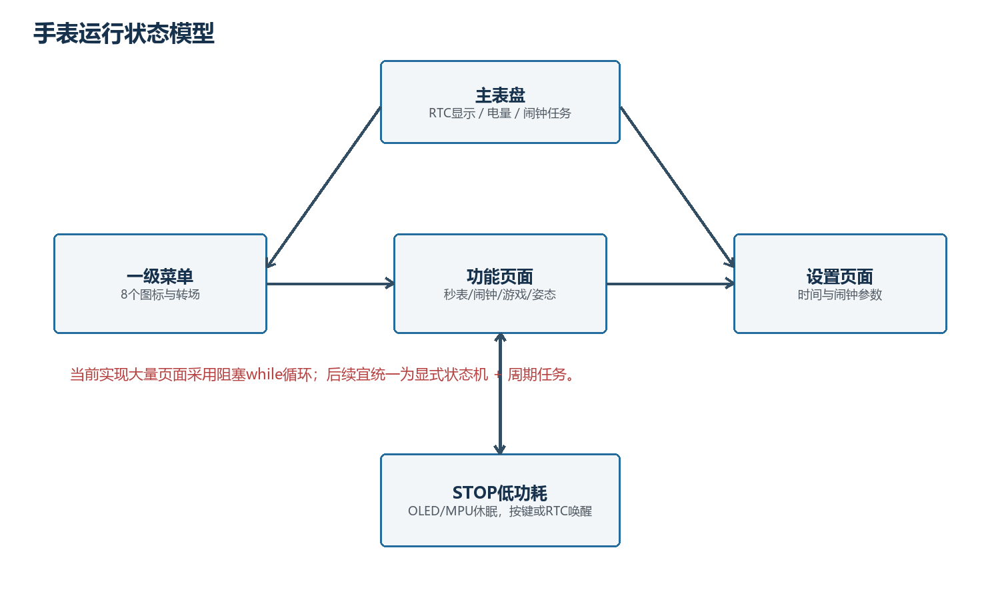 手表运行状态模型
主表盘
RTC显示 / 电量 / 闹钟任务
一级菜单
8个图标与转场
功能页面
秒表/闹钟/游戏/姿态
设置页面
时间与闹钟参数
当前实现大量页面采用阻塞while循环；后续宜统一为显式状态机 + 周期任务。
STOP低功耗
OLED/MPU休眠，按键或RTC唤醒